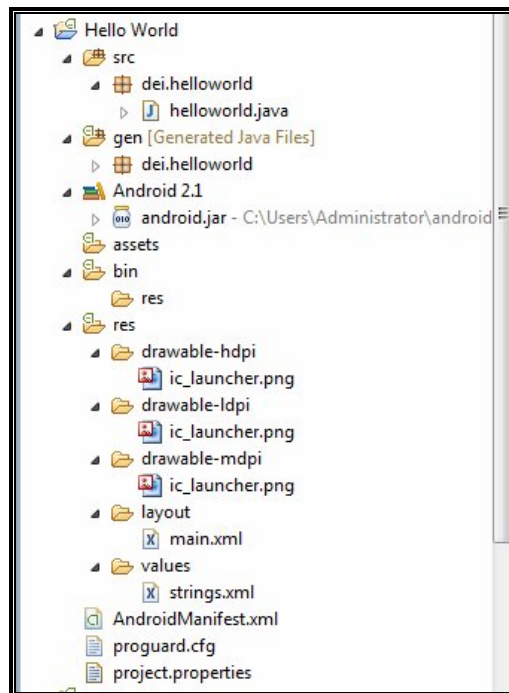 Hello World
src
dei.helloworld
helloworld.java
gen [Generated Java Files]
dei.helloworld
Android 2.1
android.jar - C:\Users\Administrator\android
assets
bin
res
res
drawable-hdpi
ic_launcher.png
drawable-ldpi
ic_launcher.png
drawable-mdpi
ic_launcher.png
layout
main.xml
values
strings.xml
AndroidManifest.xml
proguard.cfg
project.properties